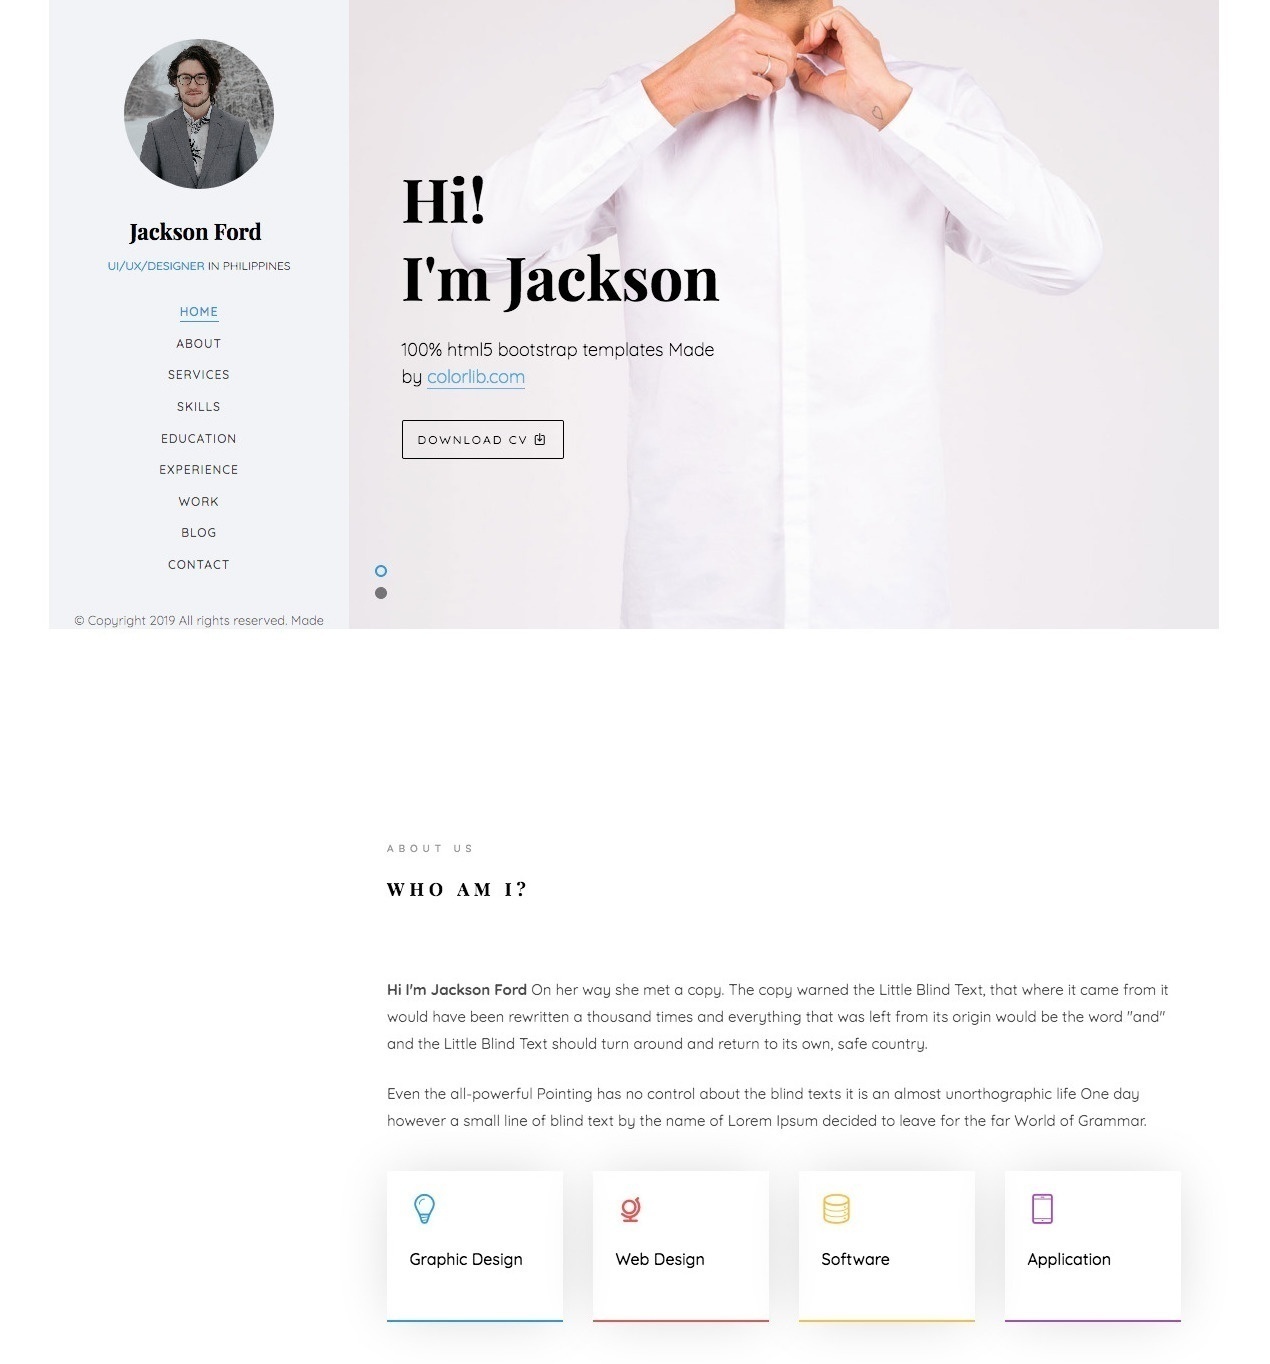 Jackson Ford
UI/UX/DESIGNER IN PHILIPPINES
HOME
ABOUT
SERVICES
SKILLS
EDUCATION
EXPERIENCE
WORK
BLOG
CONTACT
© Copyright 2019 All rights reserved. Made
Hi!
I'm Jackson
100% html5 bootstrap templates Made
by colorlib.com
DOWNLOAD CV
ABOUT US
WHO AM I?
Hi I'm Jackson Ford On her way she met a copy. The copy warned the Little Blind Text, that where it came from it
would have been rewritten a thousand times and everything that was left from its origin would be the word "and"
and the Little Blind Text should turn around and return to its own, safe country.
Even the all-powerful Pointing has no control about the blind texts it is an almost unorthographic life One day
however a small line of blind text by the name of Lorem Ipsum decided to leave for the far World of Grammar.
Graphic Design
Web Design
Software
Application